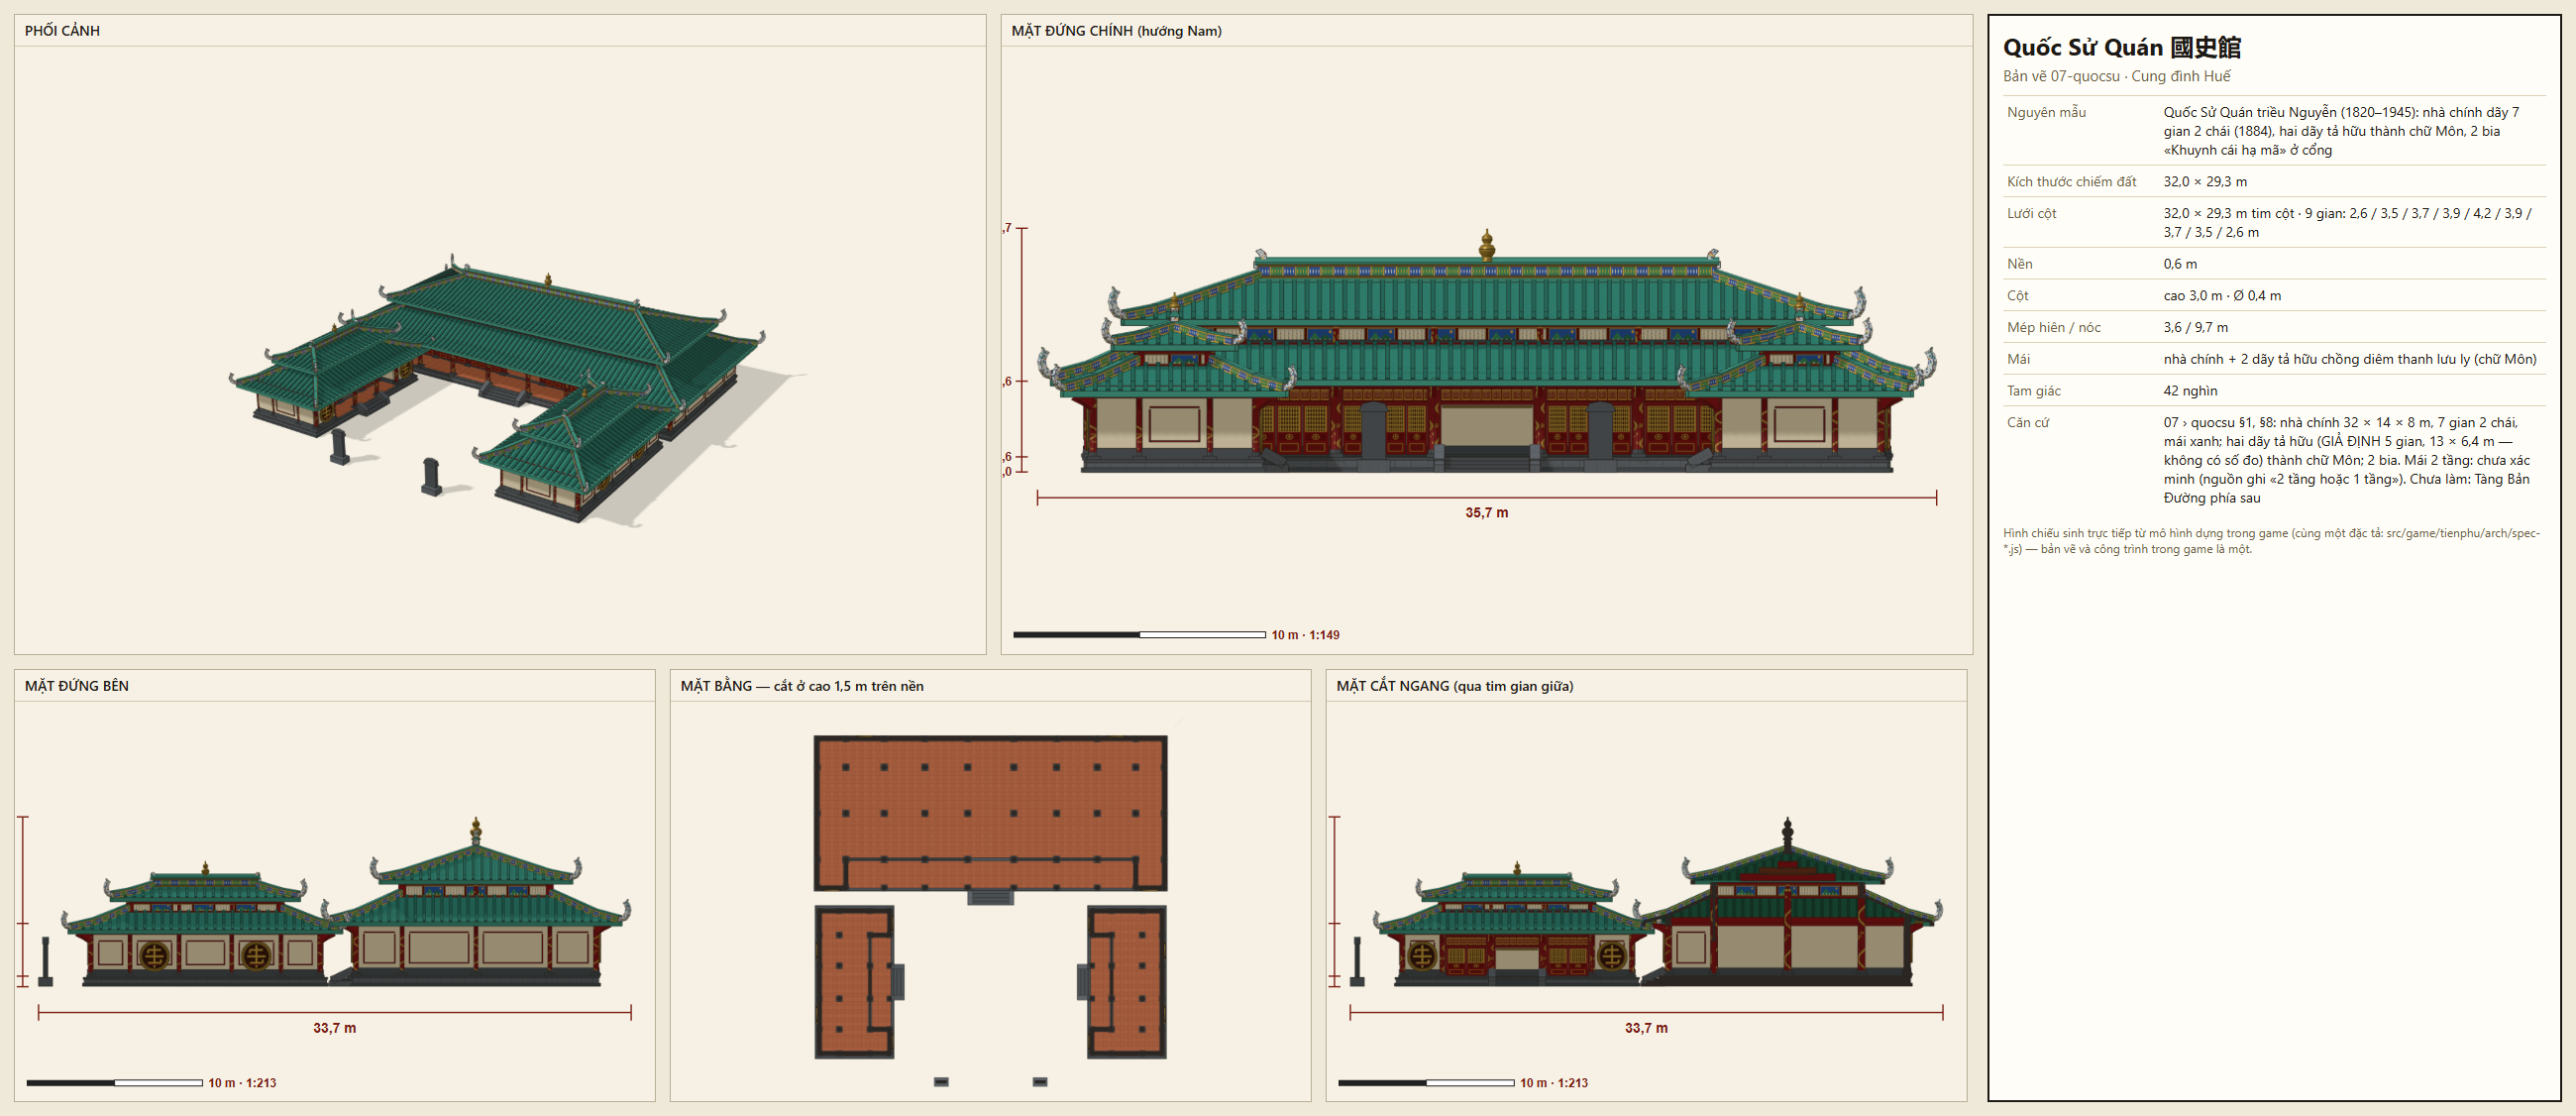 PHỐI CẢNH
MẶT ĐỨNG CHÍNH (hướng Nam)
,7
,6
,6
,0
35,7 m
10 m · 1:149
MẶT ĐỨNG BÊN
33,7 m
10 m · 1:213
MẶT BẰNG — cắt ở cao 1,5 m trên nền
MẶT CẮT NGANG (qua tim gian giữa)
33,7 m
10 m · 1:213
Quốc Sử Quán 國史館
Bản vẽ 07-quocsu · Cung đình Huế
Nguyên mẫu
Quốc Sử Quán triều Nguyễn (1820–1945): nhà chính dãy 7
gian 2 chái (1884), hai dãy tả hữu thành chữ Môn, 2 bia
«Khuynh cái hạ mã» ở cổng
Kích thước chiếm đất
32,0 × 29,3 m
Lưới cột
32,0 × 29,3 m tim cột · 9 gian: 2,6 / 3,5 / 3,7 / 3,9 / 4,2 / 3,9 /
3,7 / 3,5 / 2,6 m
Nền
0,6 m
Cột
cao 3,0 m · Ø 0,4 m
Mép hiên / nóc
3,6 / 9,7 m
Mái
nhà chính + 2 dãy tả hữu chồng diêm thanh lưu ly (chữ Môn)
Tam giác
42 nghìn
Căn cứ
07 › quocsu §1, §8: nhà chính 32 × 14 × 8 m, 7 gian 2 chái,
mái xanh; hai dãy tả hữu (GIẢ ĐỊNH 5 gian, 13 × 6,4 m —
không có số đo) thành chữ Môn; 2 bia. Mái 2 tầng: chưa xác
minh (nguồn ghi «2 tầng hoặc 1 tầng»). Chưa làm: Tàng Bản
Đường phía sau
Hình chiếu sinh trực tiếp từ mô hình dựng trong game (cùng một đặc tả: src/game/tienphu/arch/spec-
*.js) — bản vẽ và công trình trong game là một.